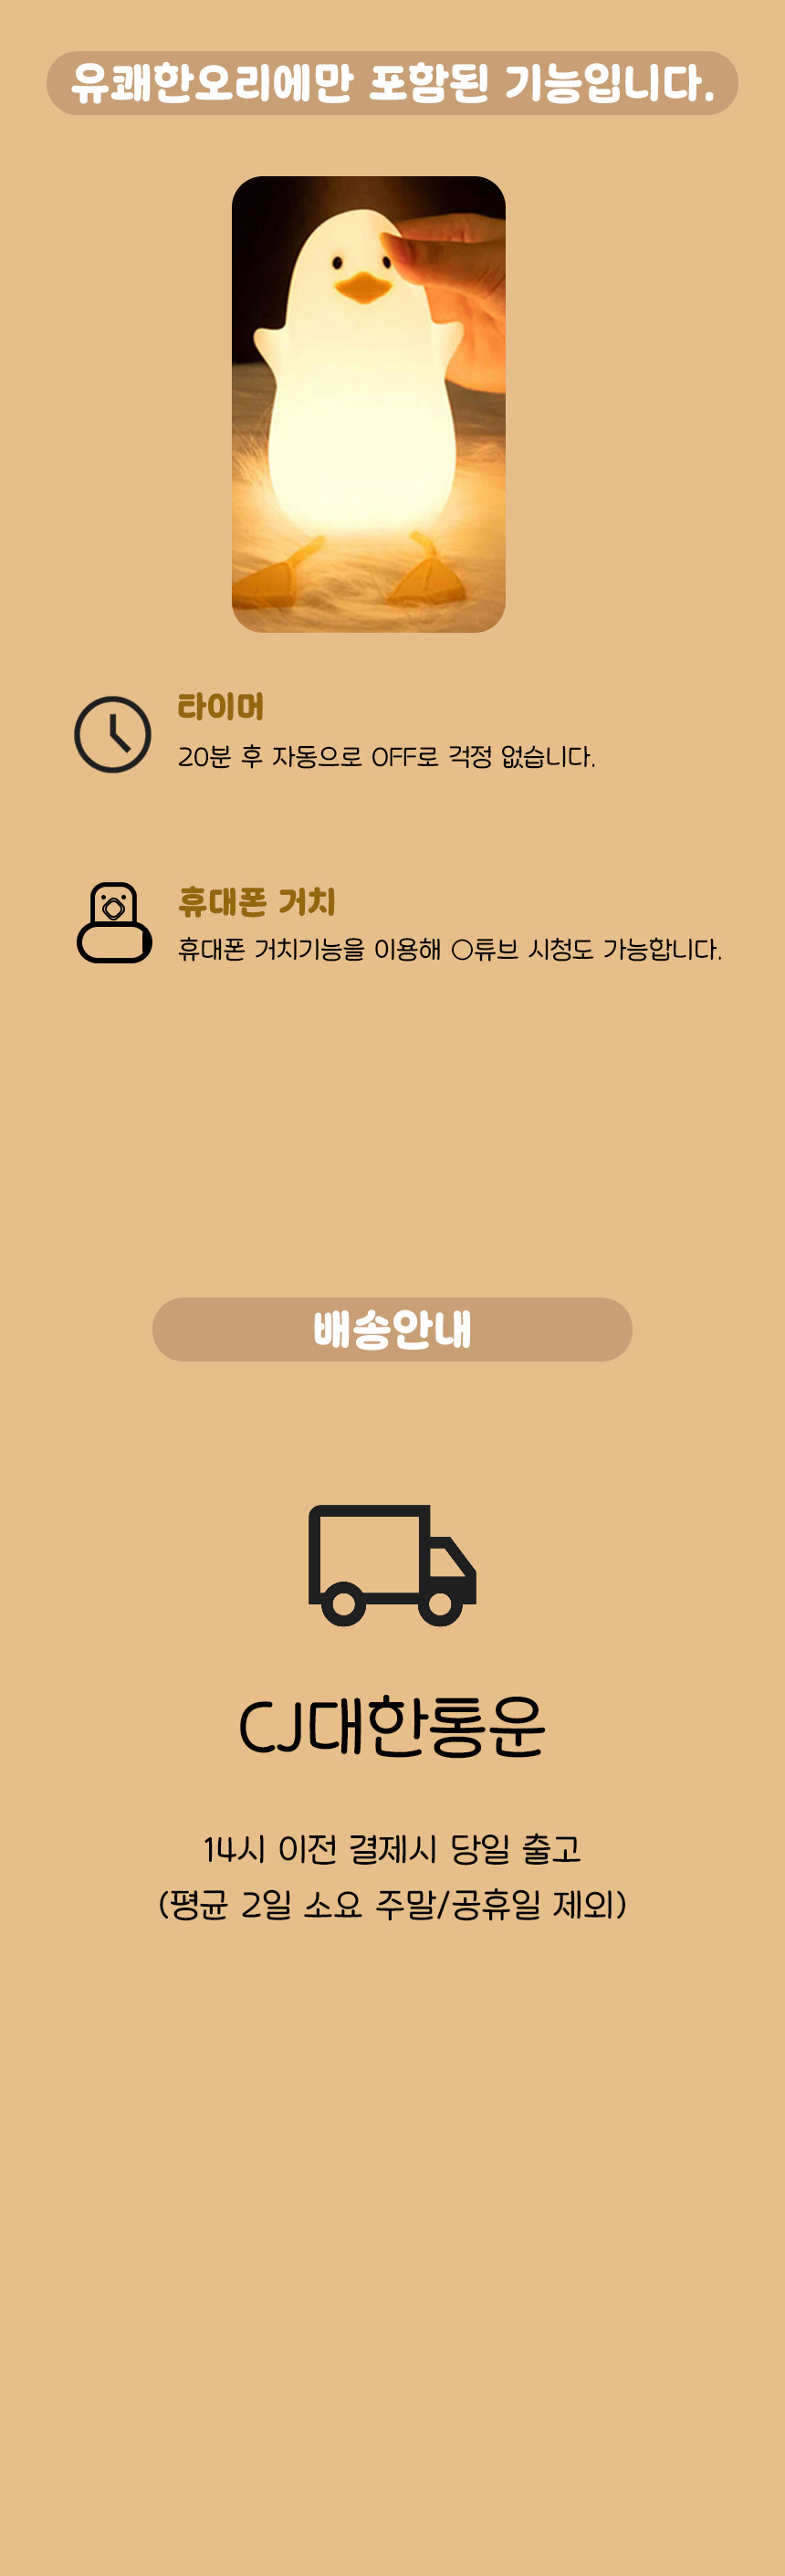 유쾌한오리에만 포함된 기능입니다.
타이머
20분 후 자동으로 OFF로 걱정 없습니다.
휴대폰 거치
휴대폰 거치기능을 이용해 ○튜브 시청도 가능합니다.
배송안내
CJ대한통운
14시 이전 결제시 당일 출고
(평균 2일 소요 주말/공휴일 제외)